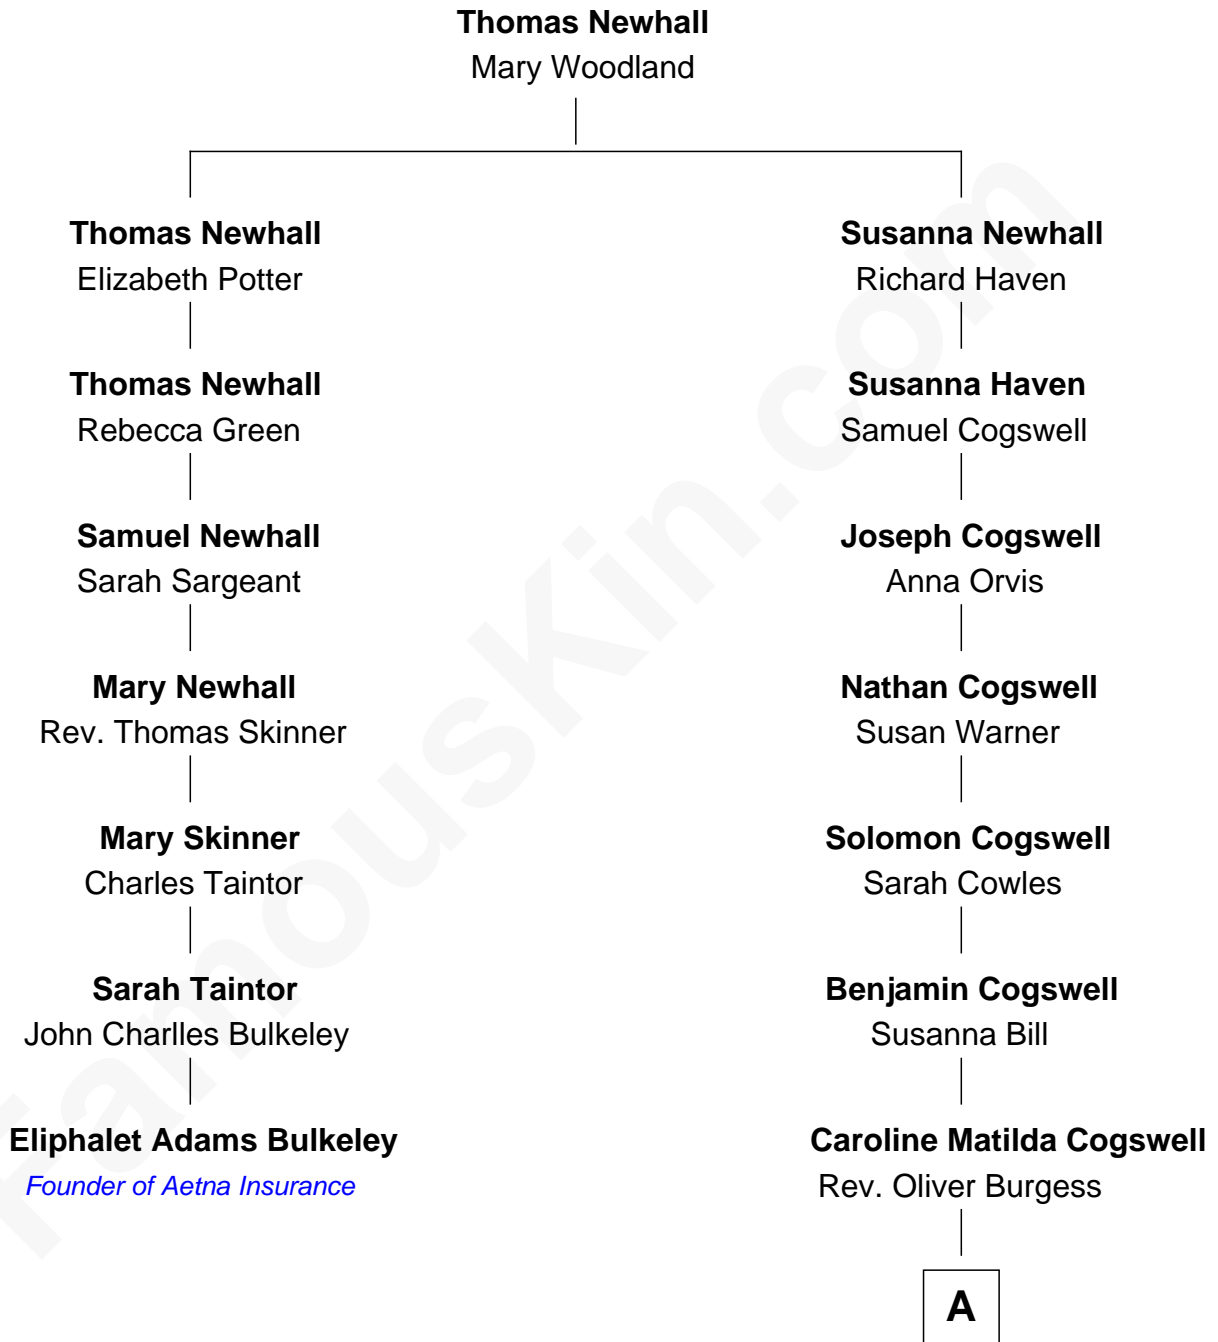 Thomas Newhall
Mary Woodland
Thomas Newhall
Elizabeth Potter
Susanna Newhall
Richard Haven
Thomas Newhall
Rebecca Green
Susanna Haven
Samuel Cogswell
Samuel Newhall
Sarah Sargeant
Joseph Cogswell
Anna Orvis
Mary Newhall
Rev. Thomas Skinner
Nathan Cogswell
Susan Warner
Mary Skinner
Charles Taintor
Solomon Cogswell
Sarah Cowles
Sarah Taintor
John Charlles Bulkeley
Benjamin Cogswell
Susanna Bill
Eliphalet Adams Bulkeley
Founder of Aetna Insurance
Caroline Matilda Cogswell
Rev. Oliver Burgess
A
FamousKin.com